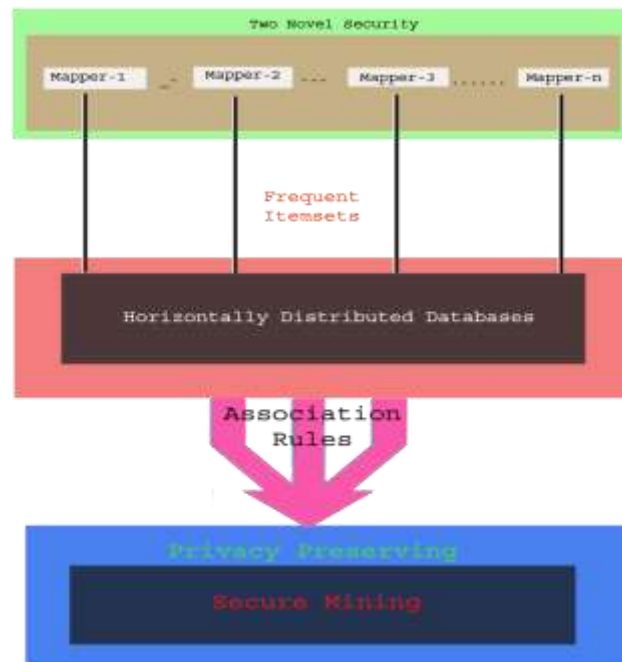 Two Novel Security
Mapper-1 _. Mapper-2 --- Mapper-3 ...... Mapper-n
Frequent
Itemsets
Horizontally Distributed Databases
Association
Rules
Privacy Preserving
Secure Mining